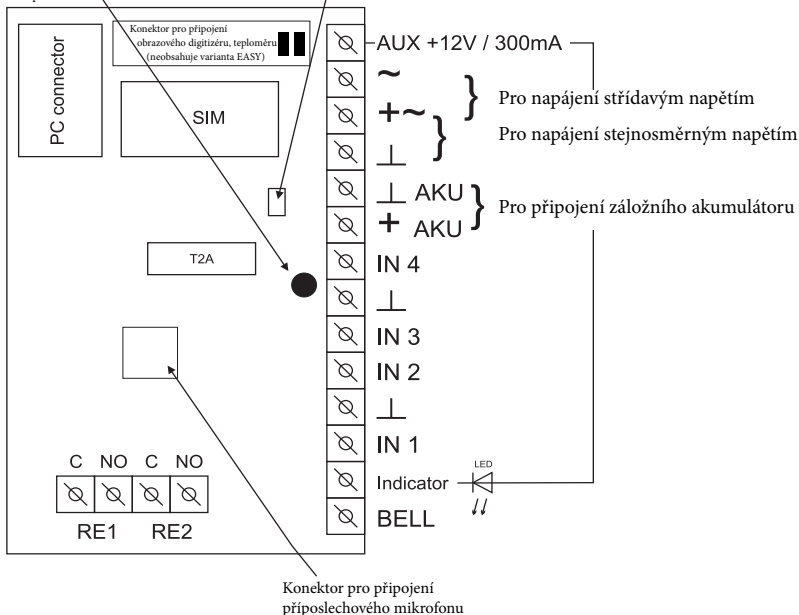 Konektor pro připojení
obrazového digitizéru, teploměru
(neobsahuje varianta EASY)
PC connector
SIM
T2A
C NO C NO
RE1 RE2
AUX +12V / 300mA
~
+~
⊥
⊥ AKU
+ AKU
IN 4
⊥
IN 3
IN 2
⊥
IN 1
Indicator
LED
BELL
Pro napájení střídavým napětím
Pro napájení stejnosměrným napětím
Pro připojení záložního akumulátoru
Konektor pro připojení
příposlechového mikrofonu